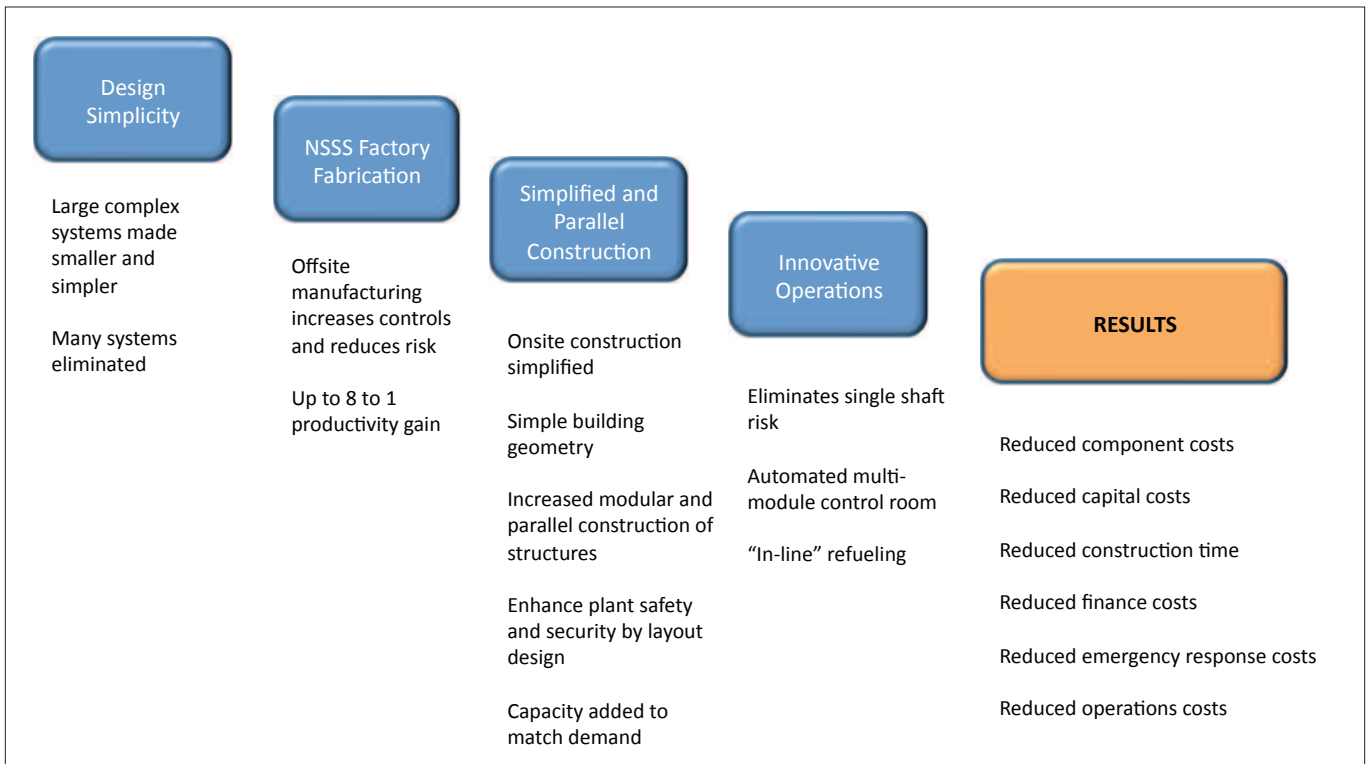 Design
Simplicity
Large complex
systems made
smaller and
simpler
Many systems
eliminated
NSSS Factory
Fabrication
Offsite
manufacturing
increases controls
and reduces risk
Up to 8 to 1
productivity gain
Simplified and
Parallel
Construction
Onsite construction
simplified
Simple building
geometry
Increased modular and
parallel construction of
structures
Enhance plant safety
and security by layout
design
Capacity added to
match demand
Innovative
Operations
Eliminates single shaft
risk
Automated multi-
module control room
“In-line” refueling
RESULTS
Reduced component costs
Reduced capital costs
Reduced construction time
Reduced finance costs
Reduced emergency response costs
Reduced operations costs